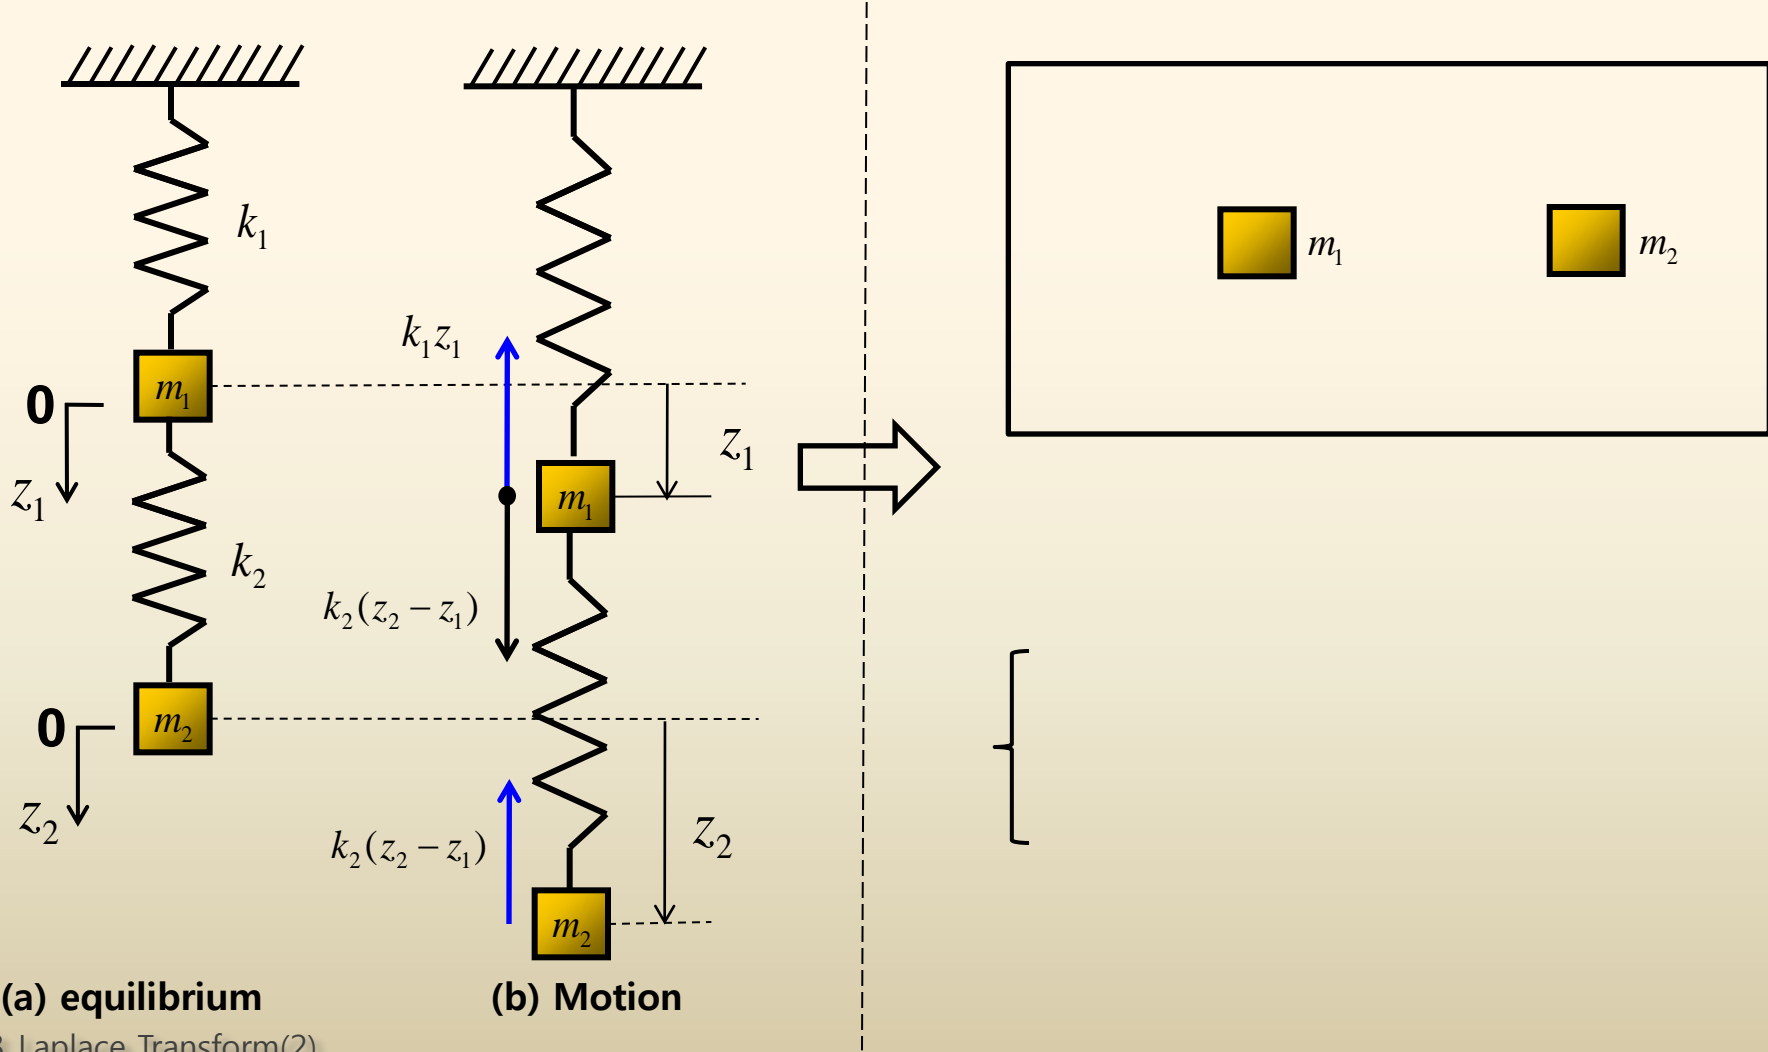 k₁
m₁
0
z₁
k₂
m₂
0
z₂
(a) equilibrium
k₁z₁
z₁
m₁
k₂(z₂ − z₁)
k₂(z₂ − z₁)
z₂
m₂
(b) Motion
m₁
m₂
Laplace Transform(2)